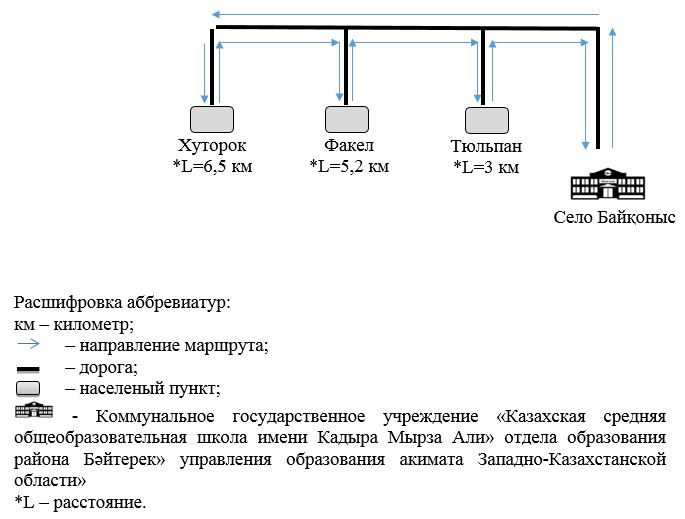 Хуторок Факел Тюльпан
*L=6,5 км *L=5,2 км *L=3 км
Село Байқоныс
Расшифровка аббревиатур:
км – километр;
– направление маршрута;
– дорога;
– населеный пункт;
- Коммунальное государственное учреждение «Казахская средняя
общеобразовательная школа имени Кадыра Мырза Али» отдела образования
района Бәйтерек» управления образования акимата Западно-Казахстанской
области»
*L – расстояние.